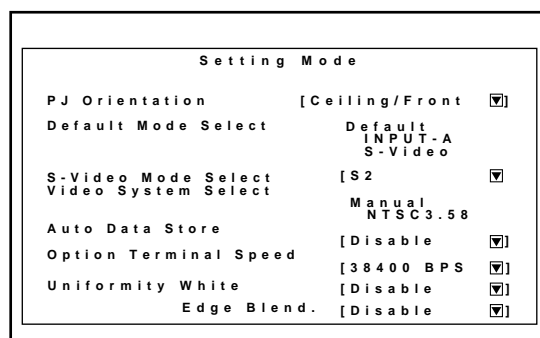 Setting Mode
PJ Orientation [Ceiling/Front ▼]
Default Mode Select Default
INPUT-A
S-Video
S-Video Mode Select [S2 ▼
Video System Select
Manual
NTSC3.58
Auto Data Store
[Disable ▼]
Option Terminal Speed
[38400 BPS ▼]
Uniformity White [Disable ▼]
Edge Blend. [Disable ▼]